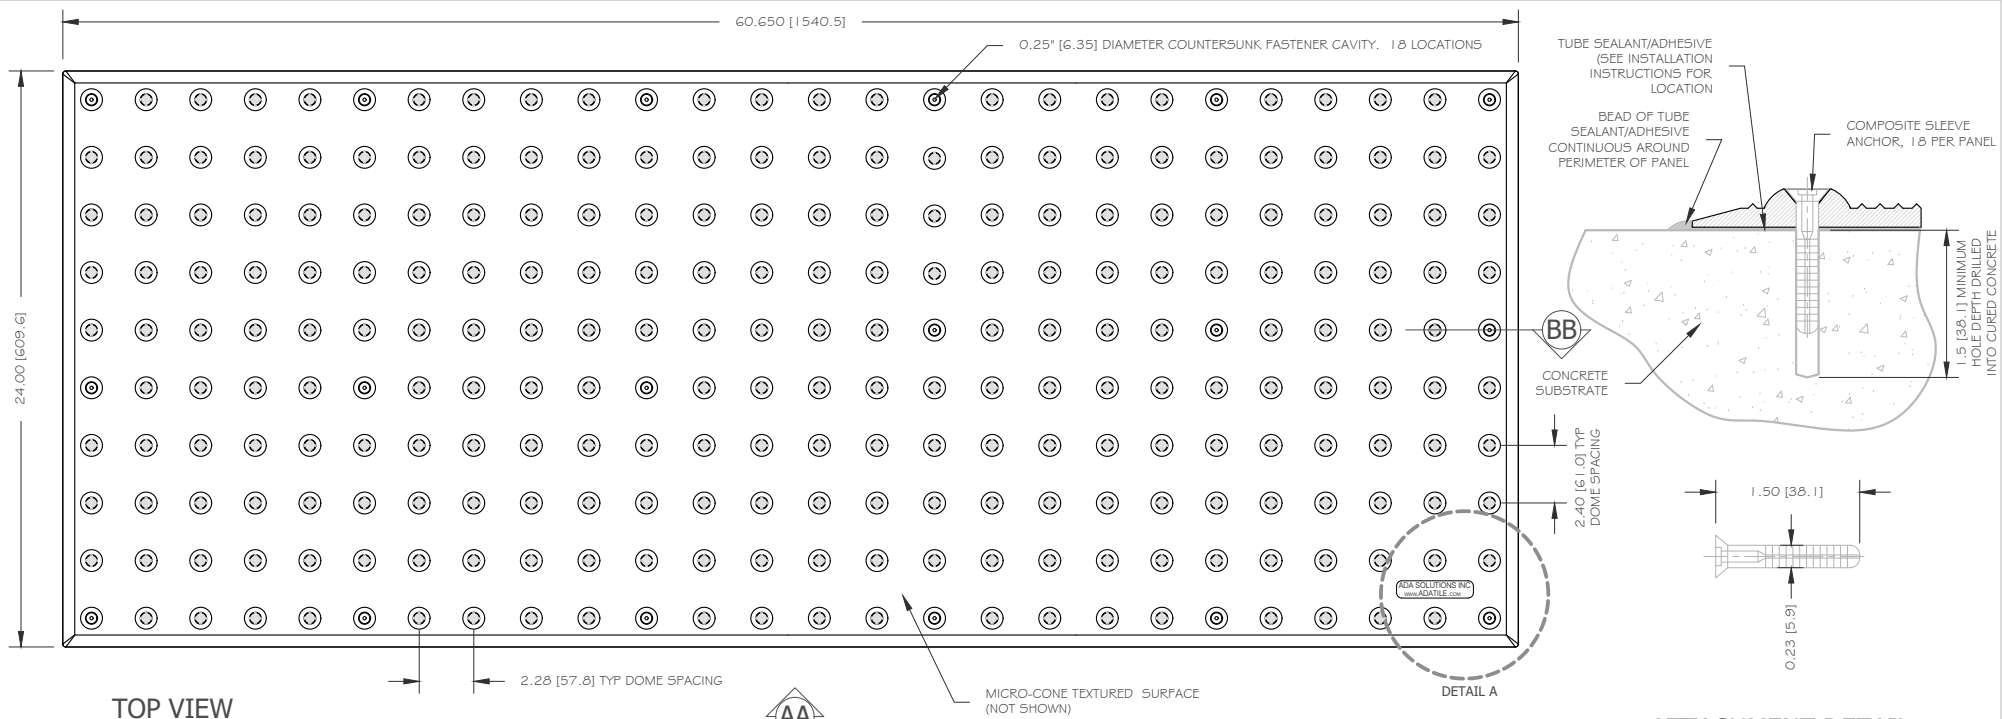 60.650 [1540.5]
0.25" [6.35] DIAMETER COUNTERSUNK FASTENER CAVITY. 18 LOCATIONS
TUBE SEALANT/ADHESIVE
(SEE INSTALLATION
INSTRUCTIONS FOR
LOCATION
BEAD OF TUBE
SEALANT/ADHESIVE
CONTINUOUS AROUND
PERIMETER OF PANEL
COMPOSITE SLEEVE
ANCHOR, 18 PER PANEL
24.00 [609.6]
BB
1.5 [38.1] MINIMUM
HOLE DEPTH DRILLED
INTO CURED CONCRETE
CONCRETE
SUBSTRATE
2.40 [61.0] TYP
DOME SPACING
1.50 [38.1]
0.23 [5.9]
ADA SOLUTIONS INC
www.ADATILE.com
DETAIL A
2.28 [57.8] TYP DOME SPACING
MICRO-CONE TEXTURED SURFACE
(NOT SHOWN)
TOP VIEW
AA
ATTACHMENT DETAIL